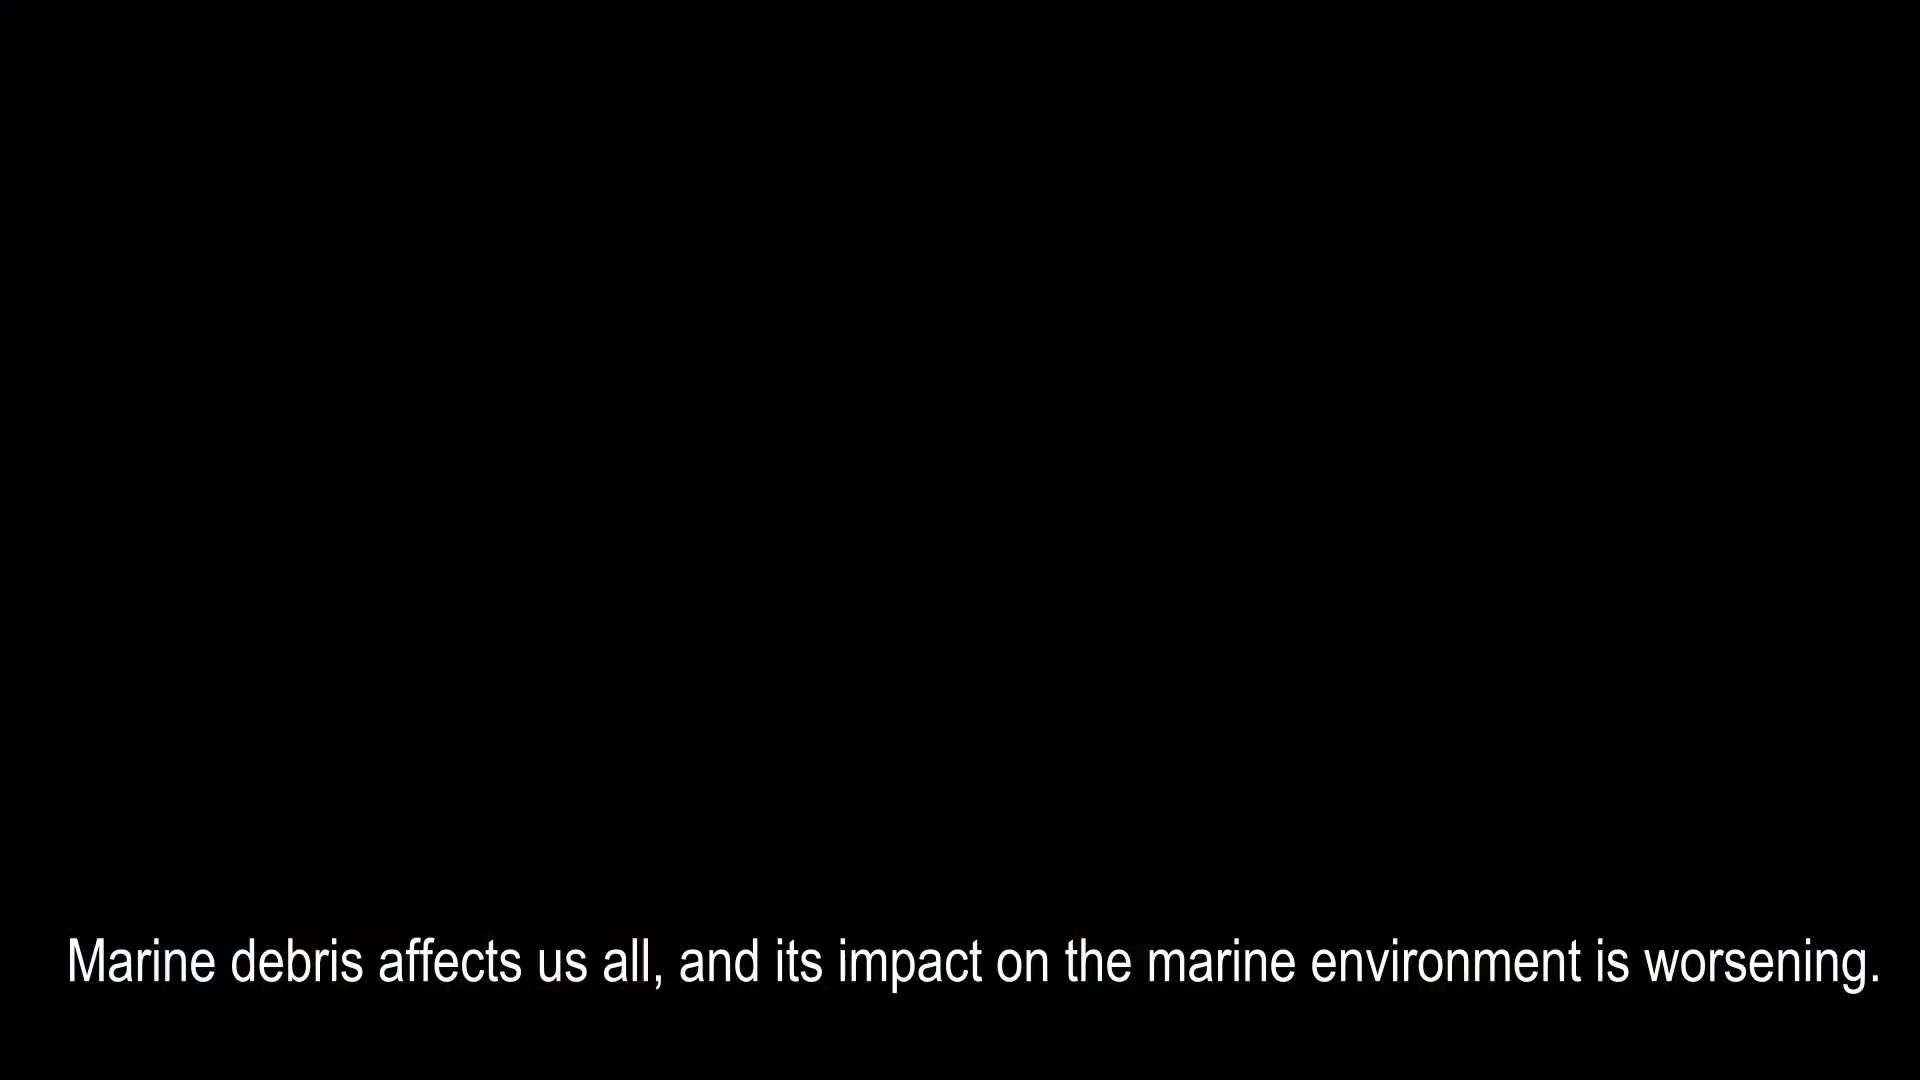 Marine debris affects us all, and its impact on the marine environment is worsening.